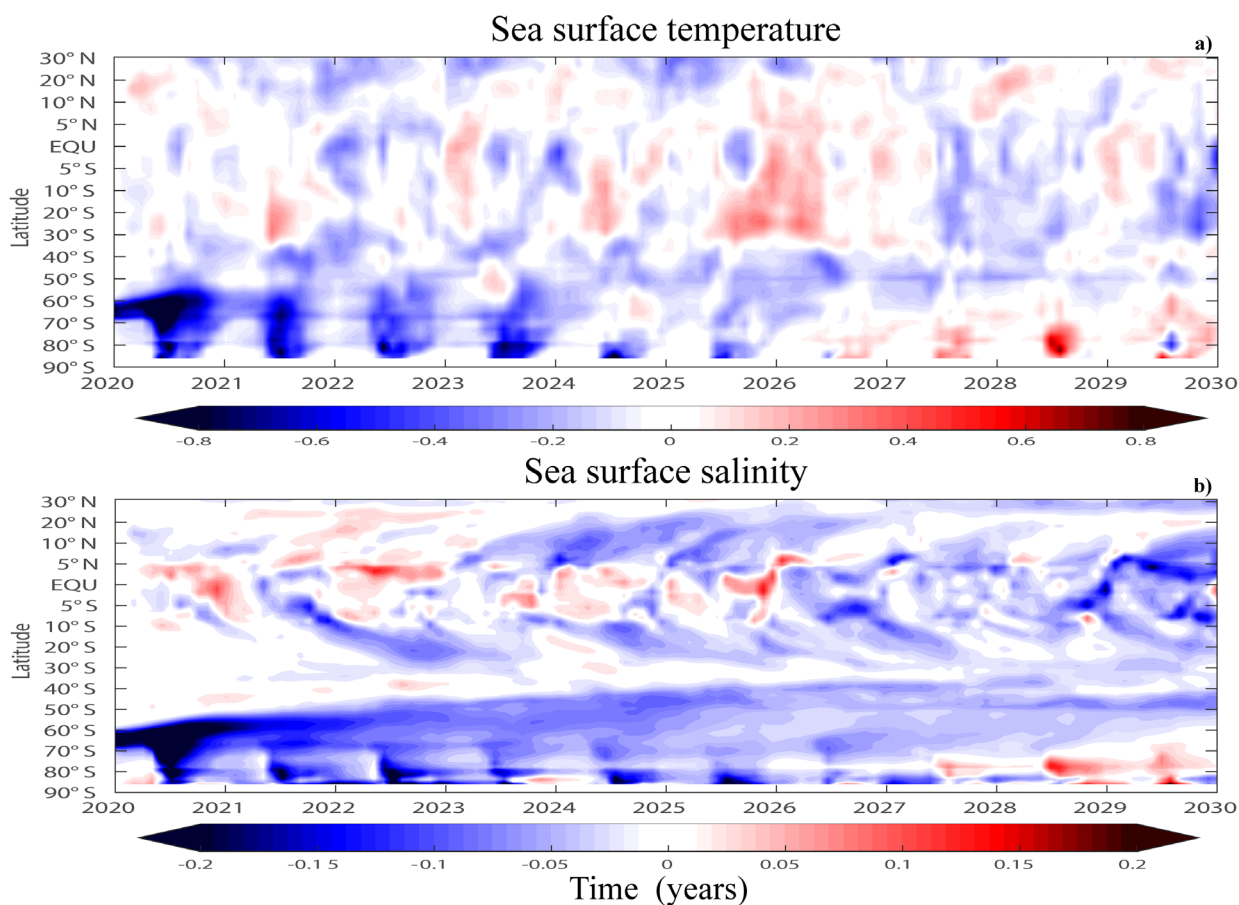 Sea surface temperature
a)
30° N
20° N
10° N
5° N
EQU
5° S
10° S
20° S
30° S
40° S
50° S
60° S
70° S
80° S
90° S
Latitude
2020 2021 2022 2023 2024 2025 2026 2027 2028 2029 2030
-0.8 -0.6 -0.4 -0.2 0 0.2 0.4 0.6 0.8
Sea surface salinity
b)
30° N
20° N
10° N
5° N
EQU
5° S
10° S
20° S
30° S
40° S
50° S
60° S
70° S
80° S
90° S
Latitude
2020 2021 2022 2023 2024 2025 2026 2027 2028 2029 2030
-0.2 -0.15 -0.1 -0.05 0 0.05 0.1 0.15 0.2
Time (years)